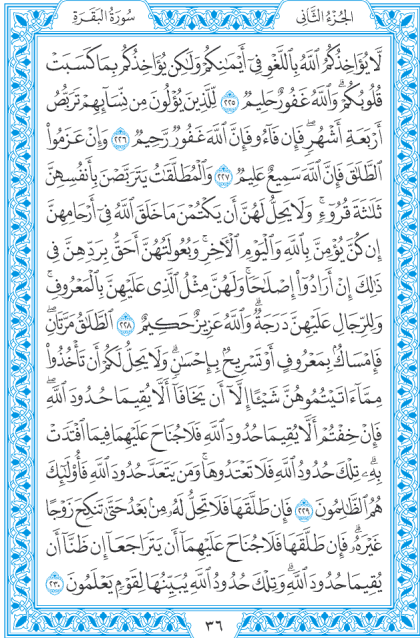 الجُزْءُ الثَّانِي
سُورَةُ البَقَرَةِ
لَّا يُؤَاخِذُكُمُ ٱللَّهُ بِٱللَّغْوِ فِىٓ أَيْمَٰنِكُمْ وَلَٰكِن يُؤَاخِذُكُم بِمَا كَسَبَتْ
قُلُوبُكُمْ ۗ وَٱللَّهُ غَفُورٌ حَلِيمٌ ٢٢٥ لِّلَّذِينَ يُؤْلُونَ مِن نِّسَآئِهِمْ تَرَبُّصُ
أَرْبَعَةِ أَشْهُرٍ ۖ فَإِن فَآءُو فَإِنَّ ٱللَّهَ غَفُورٌ رَّحِيمٌ ٢٢٦ وَإِنْ عَزَمُوا۟
ٱلطَّلَٰقَ فَإِنَّ ٱللَّهَ سَمِيعٌ عَلِيمٌ ٢٢٧ وَٱلْمُطَلَّقَٰتُ يَتَرَبَّصْنَ بِأَنفُسِهِنَّ
ثَلَٰثَةَ قُرُوٓءٍ ۚ وَلَا يَحِلُّ لَهُنَّ أَن يَكْتُمْنَ مَا خَلَقَ ٱللَّهُ فِىٓ أَرْحَامِهِنَّ
إِن كُنَّ يُؤْمِنَّ بِٱللَّهِ وَٱلْيَوْمِ ٱلْءَاخِرِ ۚ وَبُعُولَتُهُنَّ أَحَقُّ بِرَدِّهِنَّ فِى
ذَٰلِكَ إِنْ أَرَادُوٓا۟ إِصْلَٰحًا ۚ وَلَهُنَّ مِثْلُ ٱلَّذِى عَلَيْهِنَّ بِٱلْمَعْرُوفِ ۚ
وَلِلرِّجَالِ عَلَيْهِنَّ دَرَجَةٌ ۗ وَٱللَّهُ عَزِيزٌ حَكِيمٌ ٢٢٨ ٱلطَّلَٰقُ مَرَّتَانِ ۖ
فَإِمْسَاكٌۢ بِمَعْرُوفٍ أَوْ تَسْرِيحٌۢ بِإِحْسَٰنٍ ۗ وَلَا يَحِلُّ لَكُمْ أَن تَأْخُذُوا۟
مِمَّآ ءَاتَيْتُمُوهُنَّ شَيْـًٔا إِلَّآ أَن يَخَافَآ أَلَّا يُقِيمَا حُدُودَ ٱللَّهِ ۖ
فَإِنْ خِفْتُمْ أَلَّا يُقِيمَا حُدُودَ ٱللَّهِ فَلَا جُنَاحَ عَلَيْهِمَا فِيمَا ٱفْتَدَتْ
بِهِۦ ۗ تِلْكَ حُدُودُ ٱللَّهِ فَلَا تَعْتَدُوهَا ۚ وَمَن يَتَعَدَّ حُدُودَ ٱللَّهِ فَأُو۟لَٰٓئِكَ
هُمُ ٱلظَّٰلِمُونَ ٢٢٩ فَإِن طَلَّقَهَا فَلَا تَحِلُّ لَهُۥ مِنۢ بَعْدُ حَتَّىٰ تَنكِحَ زَوْجًا
غَيْرَهُۥ ۗ فَإِن طَلَّقَهَا فَلَا جُنَاحَ عَلَيْهِمَآ أَن يَتَرَاجَعَآ إِن ظَنَّآ أَن
يُقِيمَا حُدُودَ ٱللَّهِ ۗ وَتِلْكَ حُدُودُ ٱللَّهِ يُبَيِّنُهَا لِقَوْمٍ يَعْلَمُونَ ٢٣٠
٣٦